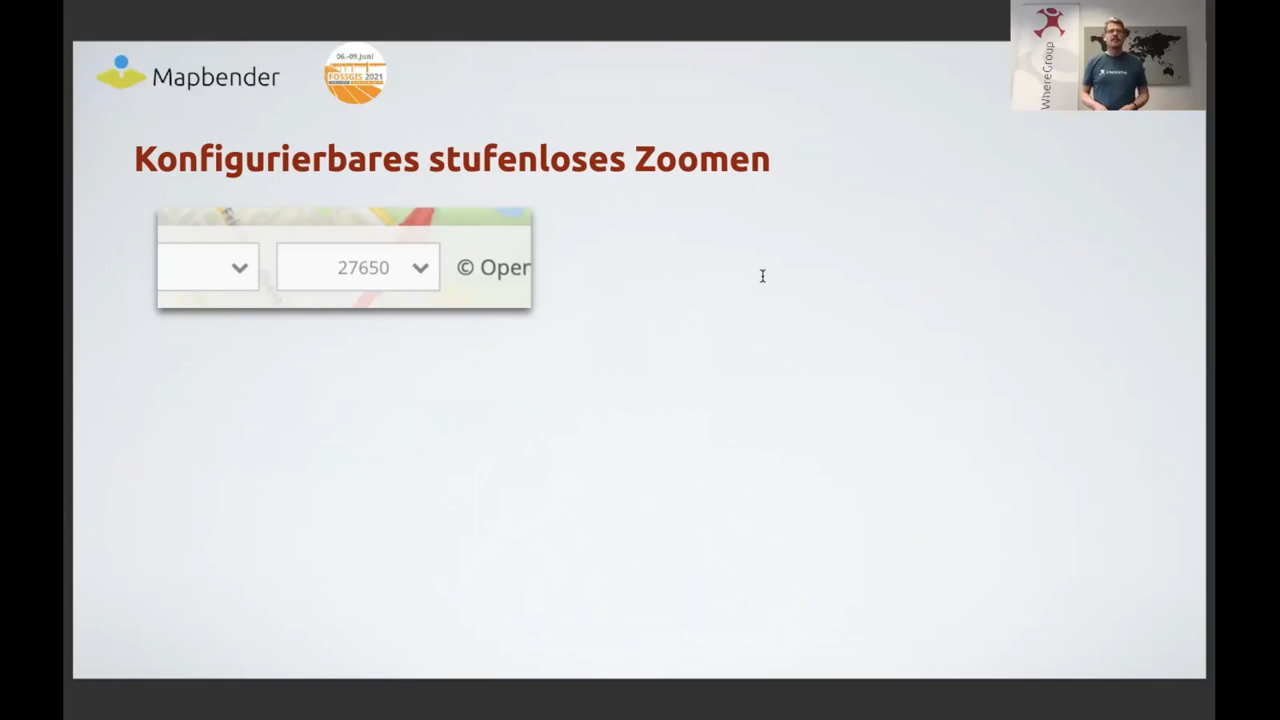 Mapbender
06.-09.Juni
FOSSGIS 2021
WhereGroup
Konfigurierbares stufenloses Zoomen
27650
© Oper